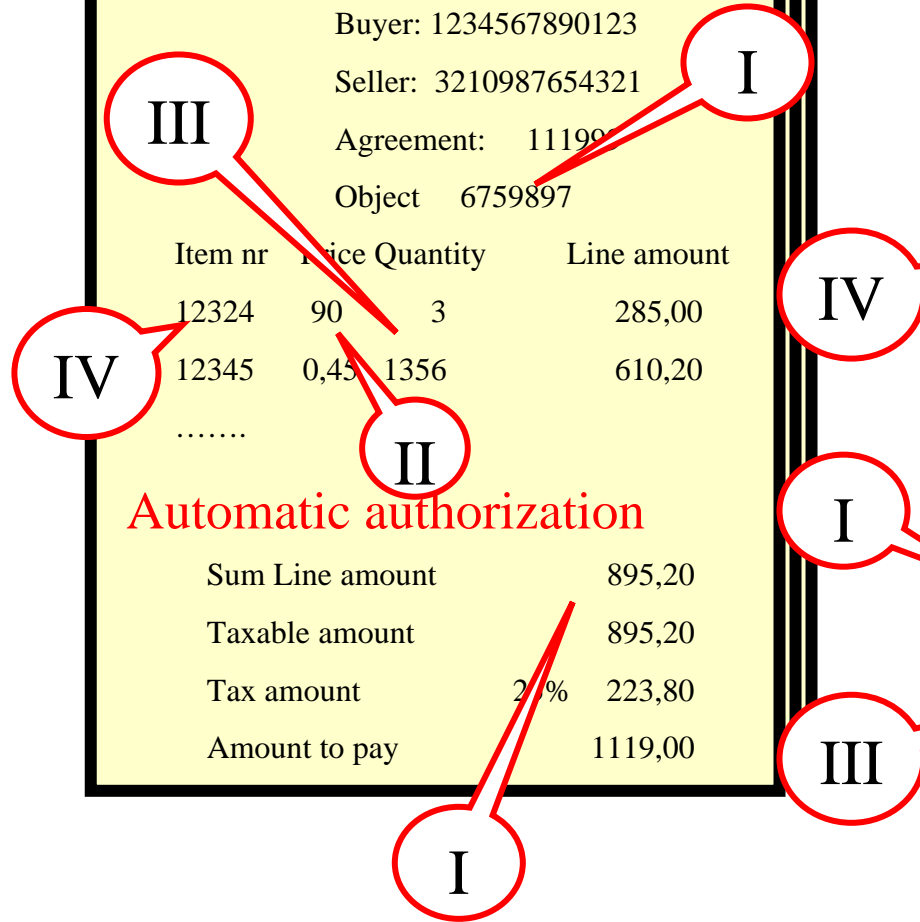 Buyer: 1234567890123
I
Seller: 3210987654321
III
Agreement:
Object 6759897
Item nr Quantity Line amount
IV
12324 90 3 285,00
IV
12345 0,45 1356 610,20
…….
II
Automatic authorization
I
Sum Line amount 895,20
Taxable amount 895,20
Tax amount 223,80
Amount to pay 1119,00
III
I